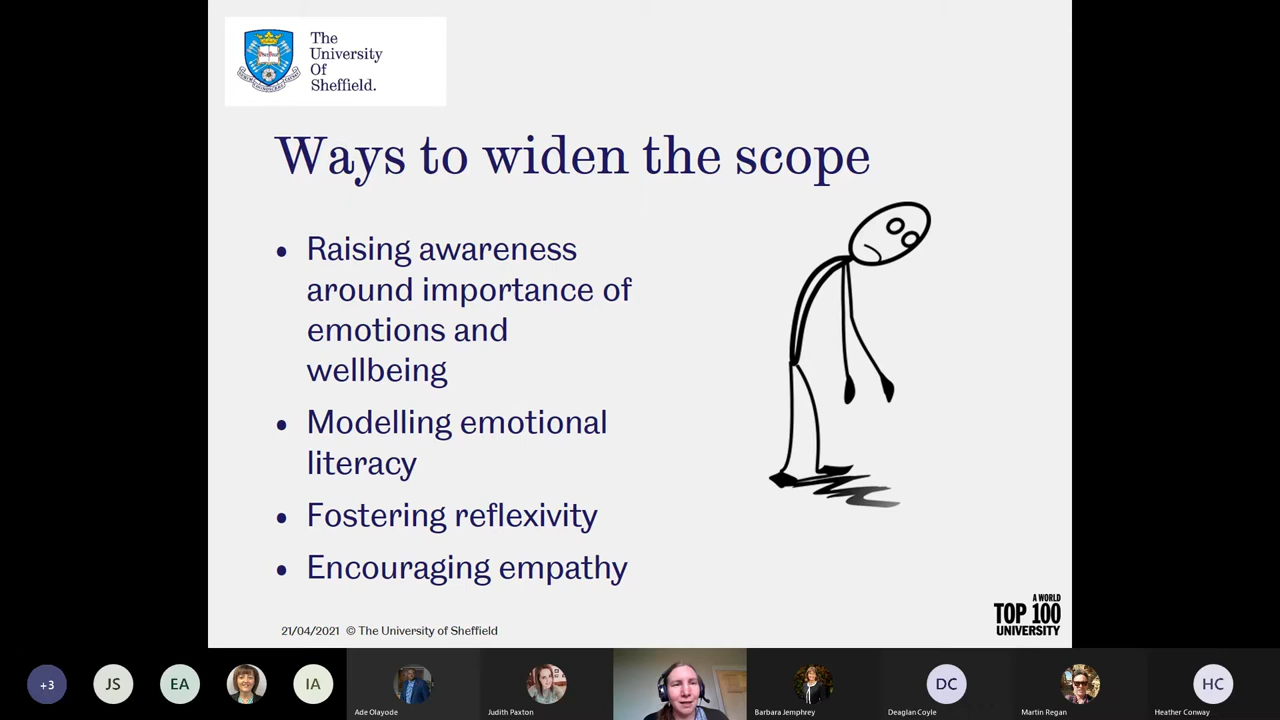 The
University
Of
Sheffield.
Ways to widen the scope
• Raising awareness
around importance of
emotions and
wellbeing
• Modelling emotional
literacy
• Fostering reflexivity
• Encouraging empathy
21/04/2021 © The University of Sheffield
A WORLD
TOP 100
UNIVERSITY
+3
JS
EA
IA
Ade Olayode
Judith Paxton
Barbara Jemphrey
DC
Deaglan Coyle
Martin Regan
HC
Heather Conway